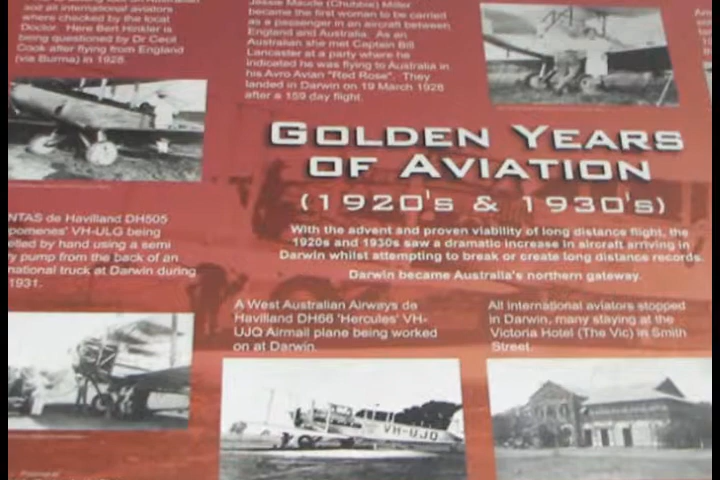 all international aviators
where checked by the local
Doctor. Here Bert Hinkler is
being questioned by Dr Cecil
Cook after flying from England
(via Burma) in 1928.
Jessie Maude (Chubbie) Miller
became the first woman to be carried
as a passenger in an aircraft between
England and Australia. As an
Australian she met Captain Bill
Lancaster at a party where he
indicated he was flying to Australia in
his Avro Avian "Red Rose". They
landed in Darwin on 19 March 1928
after a 159 day flight.
GOLDEN YEARS
OF AVIATION
(1920's & 1930's)
With the advent and proven viability of long distance flight, the
1920s and 1930s saw a dramatic increase in aircraft arriving in
Darwin whilst attempting to break or create long distance records.
Darwin became Australia's northern gateway.
NTAS de Havilland DH50S
pomenes' VH-ULG being
elled by hand using a semi
y pump from the back of an
national truck at Darwin during
1931.
A West Australian Airways de
Havilland DH66 'Hercules' VH-
UJQ Airmail plane being worked
on at Darwin.
All international aviators stopped
in Darwin, many staying at the
Victoria Hotel (The Vic) in Smith
Street.
VH-UJQ